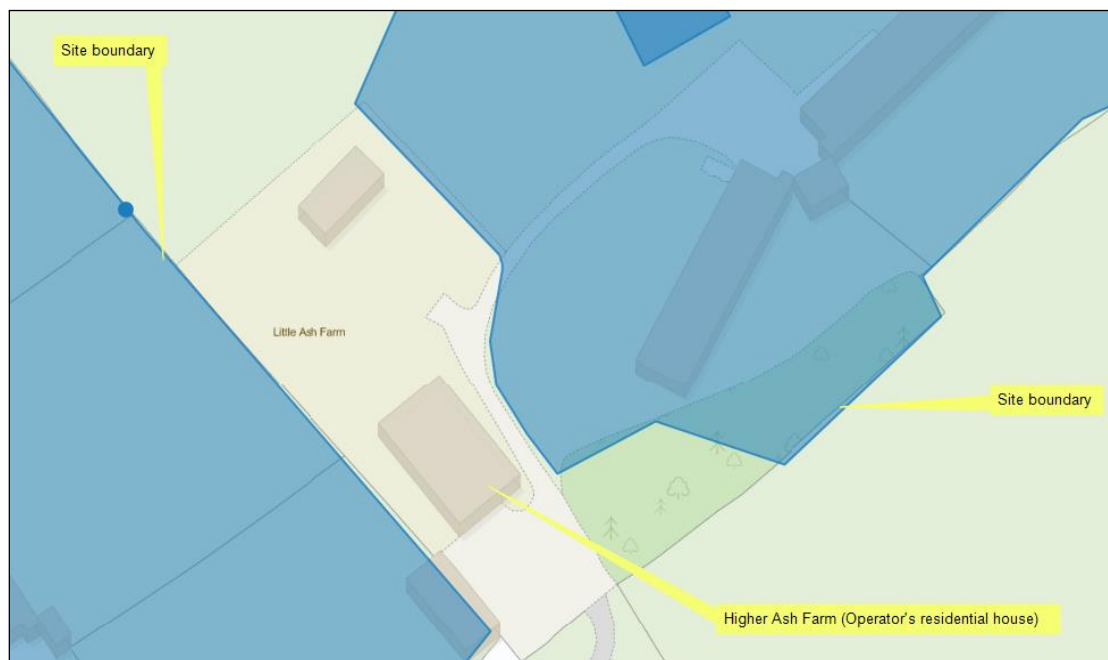 Site boundary
Little Ash Farm
Site boundary
Higher Ash Farm (Operator's residential house)